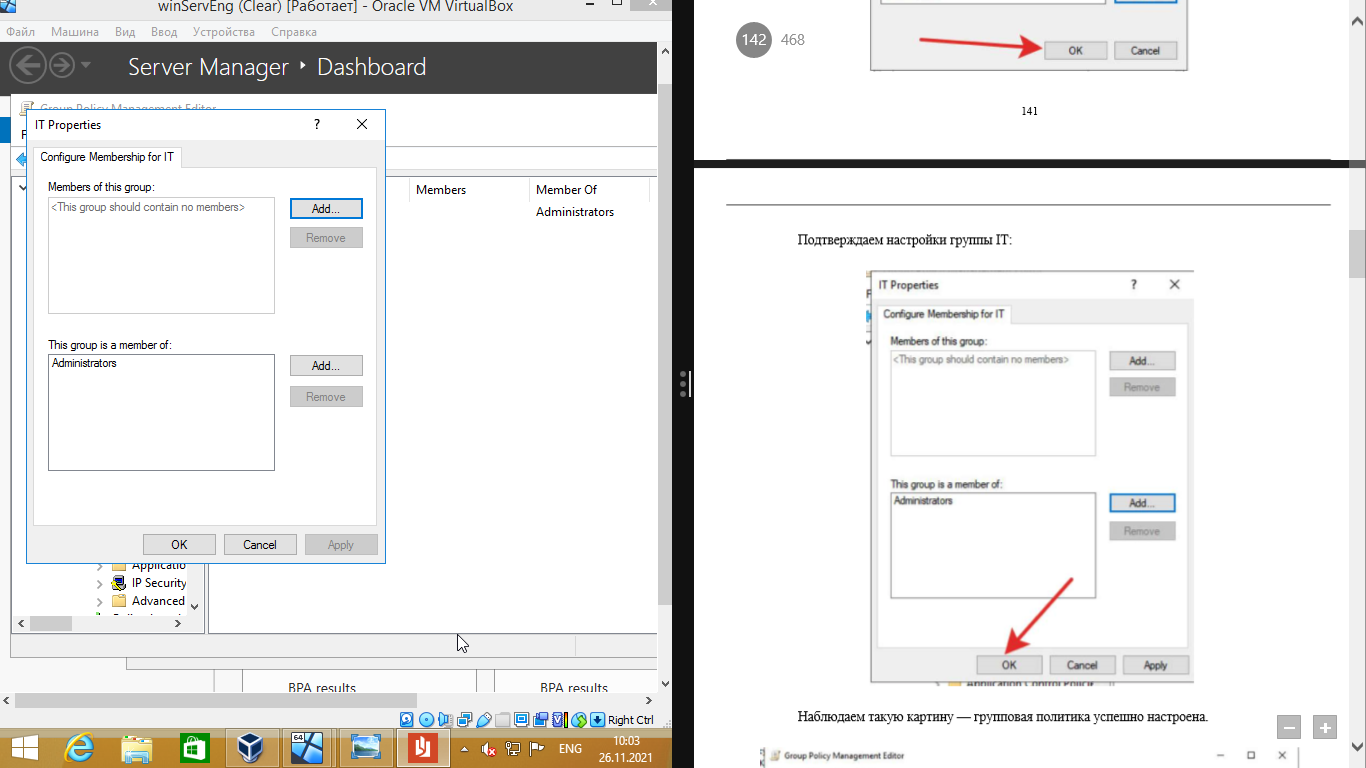 winServEng (Clear) [Работает] - Oracle VM VirtualBox
Файл Машина Вид Ввод Устройства Справка
Server Manager ‣ Dashboard
Group Policy Management Editor
F
IT Properties ? 
Configure Membership for IT
Members of this group:
<This group should contain no members>
Add...
Remove
This group is a member of:
Administrators
Add...
Remove
OK Cancel Apply
Members Member Of
Administrators
Applicatio
IP Security
Advanced
BPA results BPA results
Right Ctrl
64
ENG
10:03
26.11.2021
142 468
OK Cancel
141
Подтверждаем настройки группы IT:
IT Properties ?
F
Configure Membership for IT
Members of this group:
<This group should contain no members>
Add...
Remove
This group is a member of:
Administrators
Add...
Remove
OK Cancel Apply
Application Control Policie
Наблюдаем такую картину — групповая политика успешно настроена.
Group Policy Management Editor